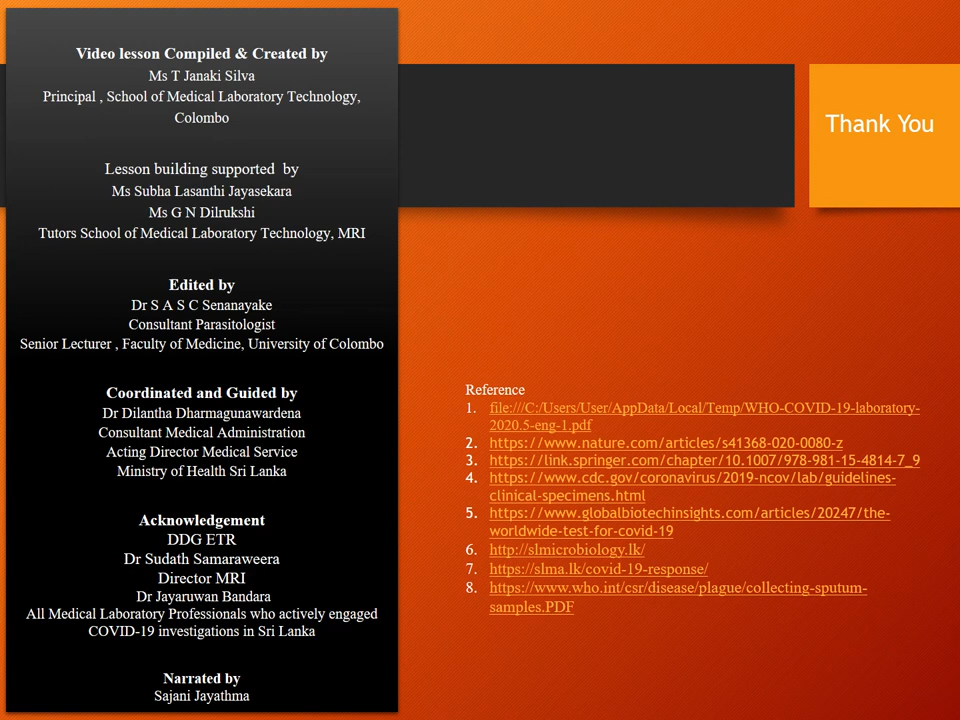 Video lesson Compiled & Created by
Ms T Janaki Silva
Principal , School of Medical Laboratory Technology,
Colombo
Lesson building supported  by
Ms Subha Lasanthi Jayasekara
Ms G N Dilrukshi
Tutors School of Medical Laboratory Technology, MRI
Edited by
Dr S A S C Senanayake
Consultant Parasitologist
Senior Lecturer , Faculty of Medicine, University of Colombo
Coordinated and Guided by
Dr Dilantha Dharmagunawardena
Consultant Medical Administration
Acting Director Medical Service
Ministry of Health Sri Lanka
Acknowledgement
DDG ETR
Dr Sudath Samaraweera
Director MRI
Dr Jayaruwan Bandara
All Medical Laboratory Professionals who actively engaged
COVID-19 investigations in Sri Lanka
Narrated by
Sajani Jayathma
Thank You
Reference
1. file:///C:/Users/User/AppData/Local/Temp/WHO-COVID-19-laboratory-
2020.5-eng-1.pdf
2. https://www.nature.com/articles/s41368-020-0080-z
3. https://link.springer.com/chapter/10.1007/978-981-15-4814-7_9
4. https://www.cdc.gov/coronavirus/2019-ncov/lab/guidelines-
clinical-specimens.html
5. https://www.globalbiotechinsights.com/articles/20247/the-
worldwide-test-for-covid-19
6. http://slmicrobiology.lk/
7. https://slma.lk/covid-19-response/
8. https://www.who.int/csr/disease/plague/collecting-sputum-
samples.PDF